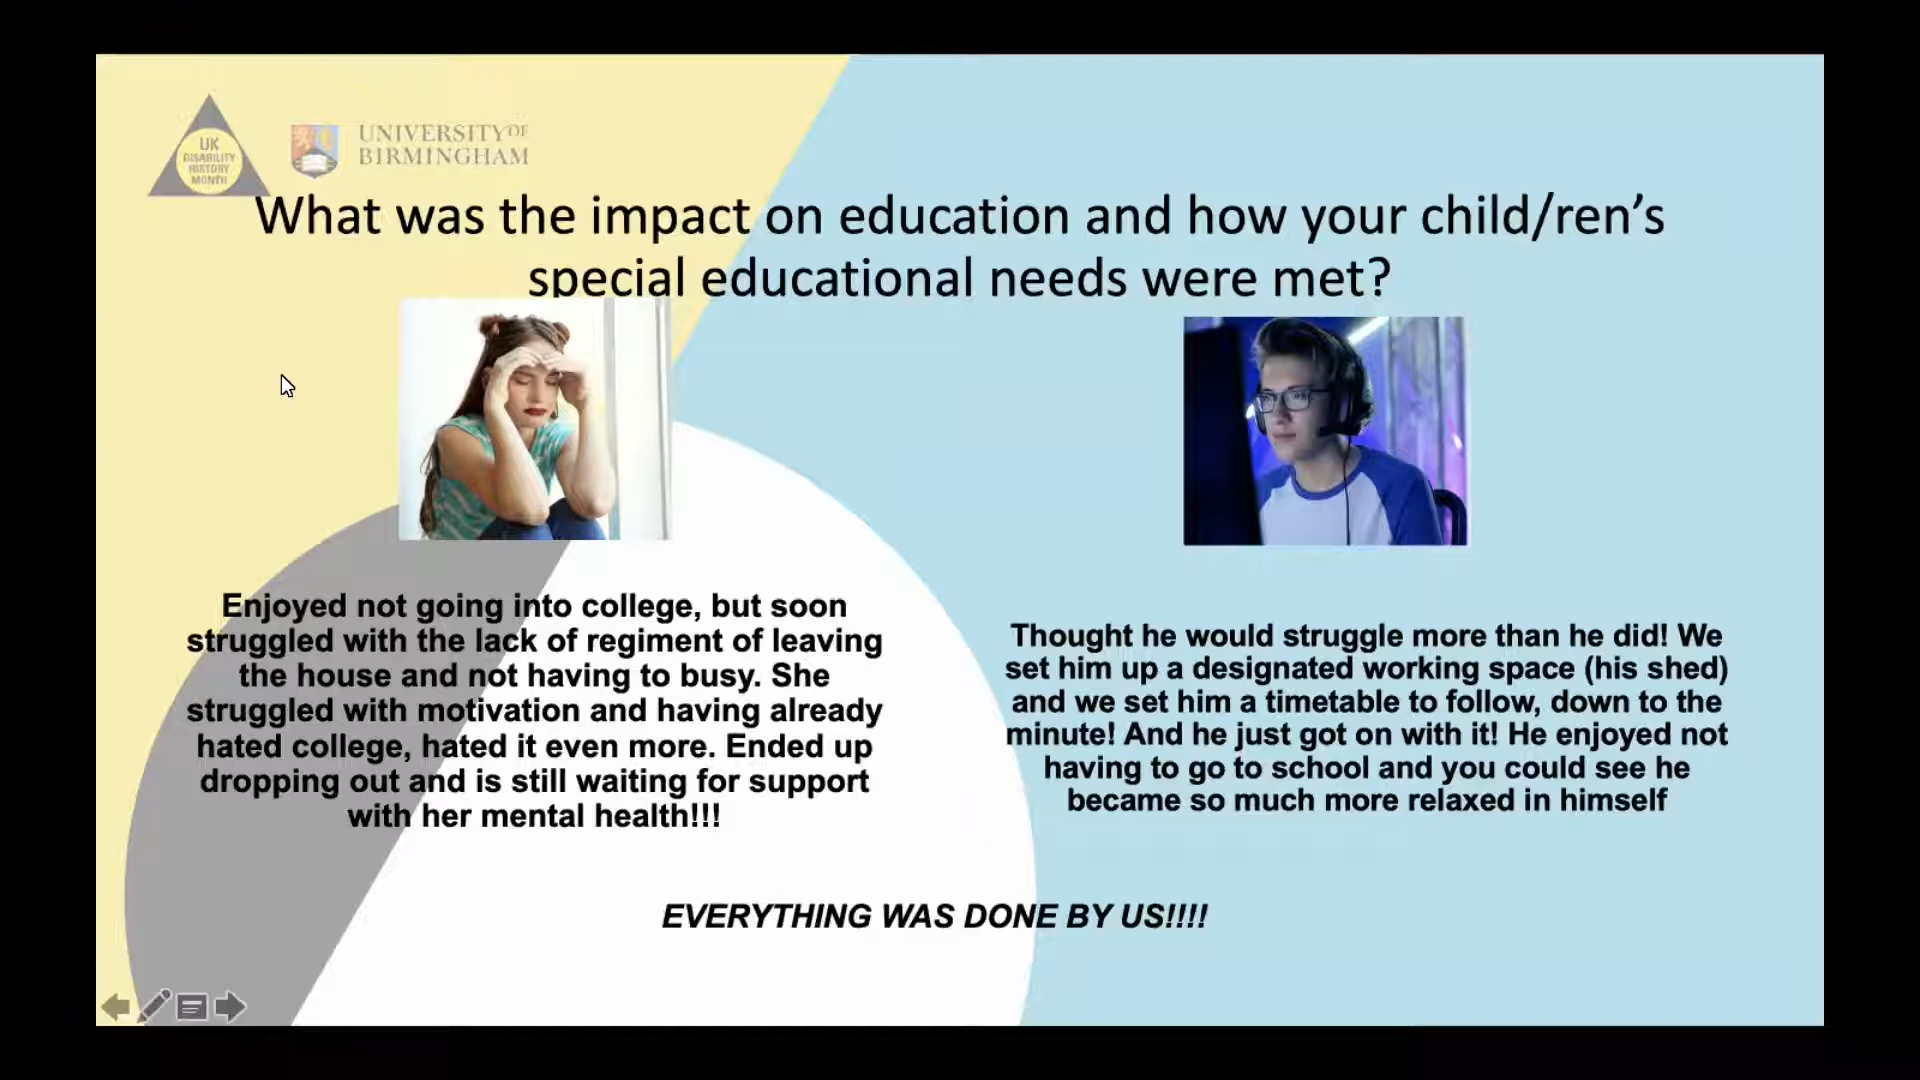 UK
DISABILITY
HISTORY
MONTH
UNIVERSITYOF
BIRMINGHAM
What was the impact on education and how your child/ren’s
special educational needs were met?
Enjoyed not going into college, but soon
struggled with the lack of regiment of leaving
the house and not having to busy. She
struggled with motivation and having already
hated college, hated it even more. Ended up
dropping out and is still waiting for support
with her mental health!!!
Thought he would struggle more than he did! We
set him up a designated working space (his shed)
and we set him a timetable to follow, down to the
minute! And he just got on with it! He enjoyed not
having to go to school and you could see he
became so much more relaxed in himself
EVERYTHING WAS DONE BY US!!!!